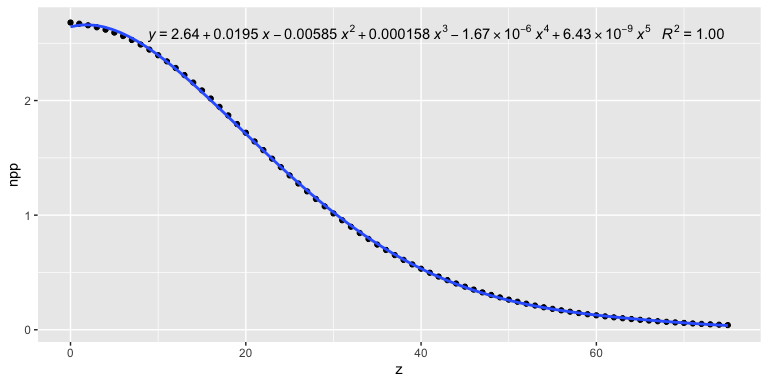 y = 2.64 + 0.0195 x − 0.00585 x² + 0.000158 x³ − 1.67 × 10⁻⁶ x⁴ + 6.43 × 10⁻⁹ x⁵   R² = 1.00
2
1
0
npp
0 20 40 60
z